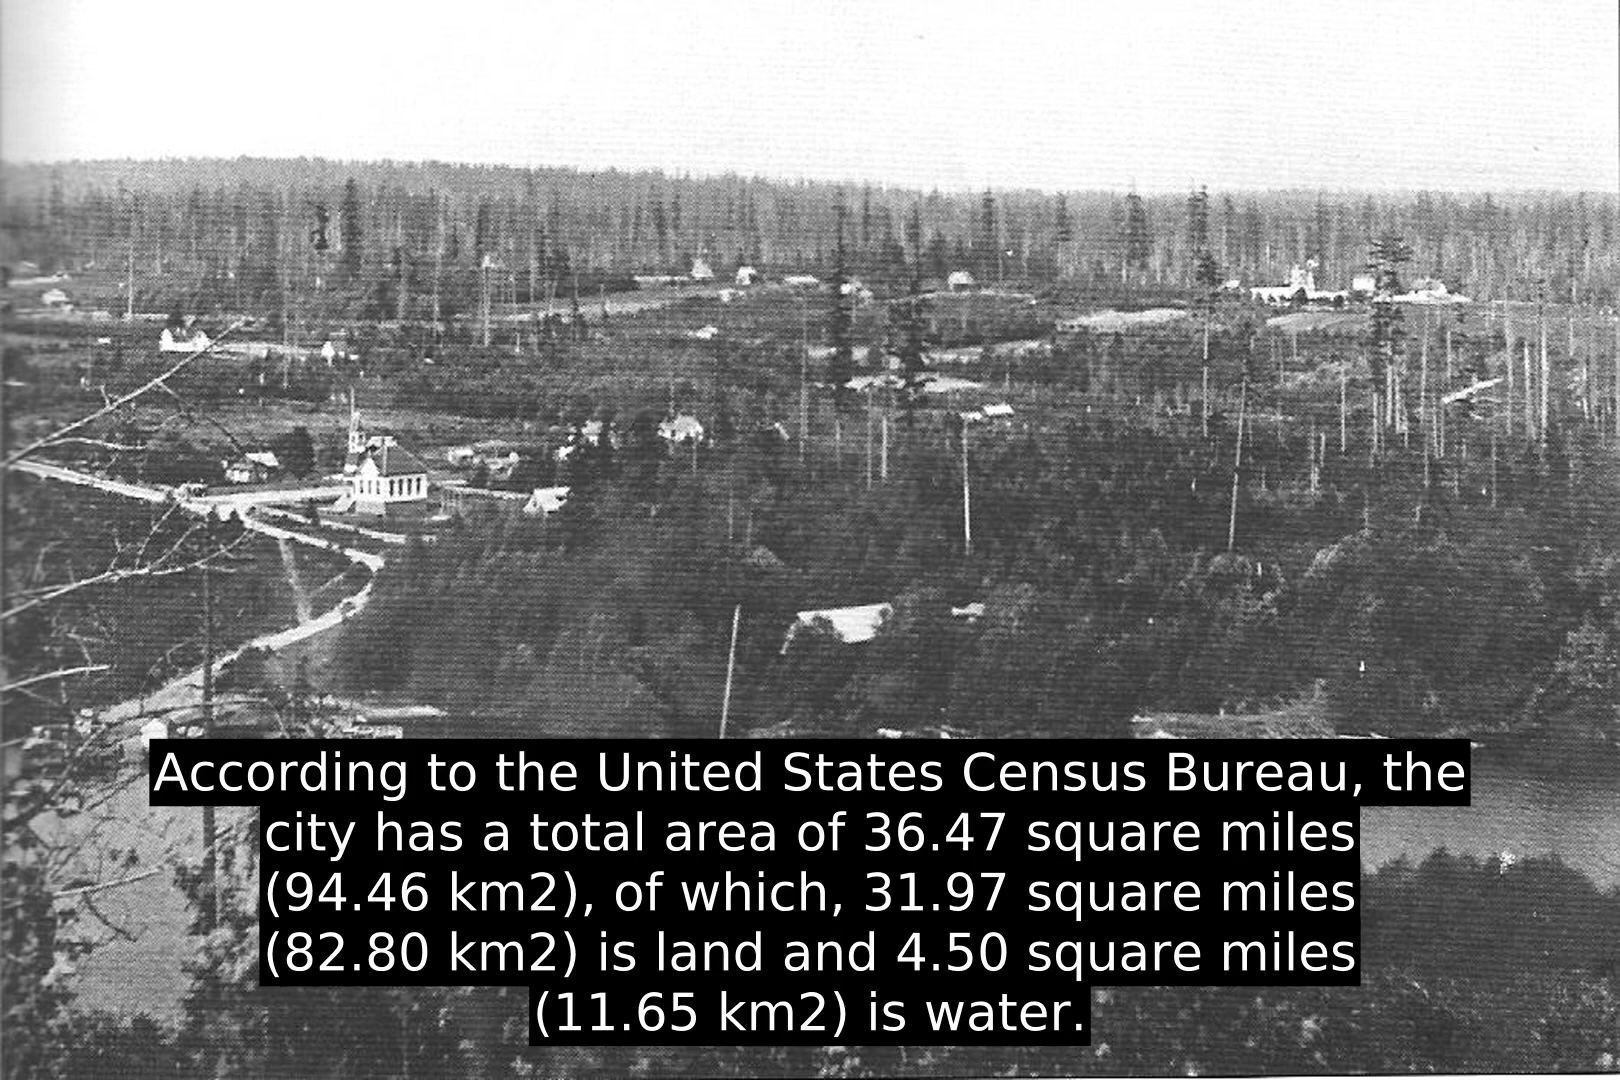 According to the United States Census Bureau, the
city has a total area of 36.47 square miles
(94.46 km2), of which, 31.97 square miles
(82.80 km2) is land and 4.50 square miles
(11.65 km2) is water.